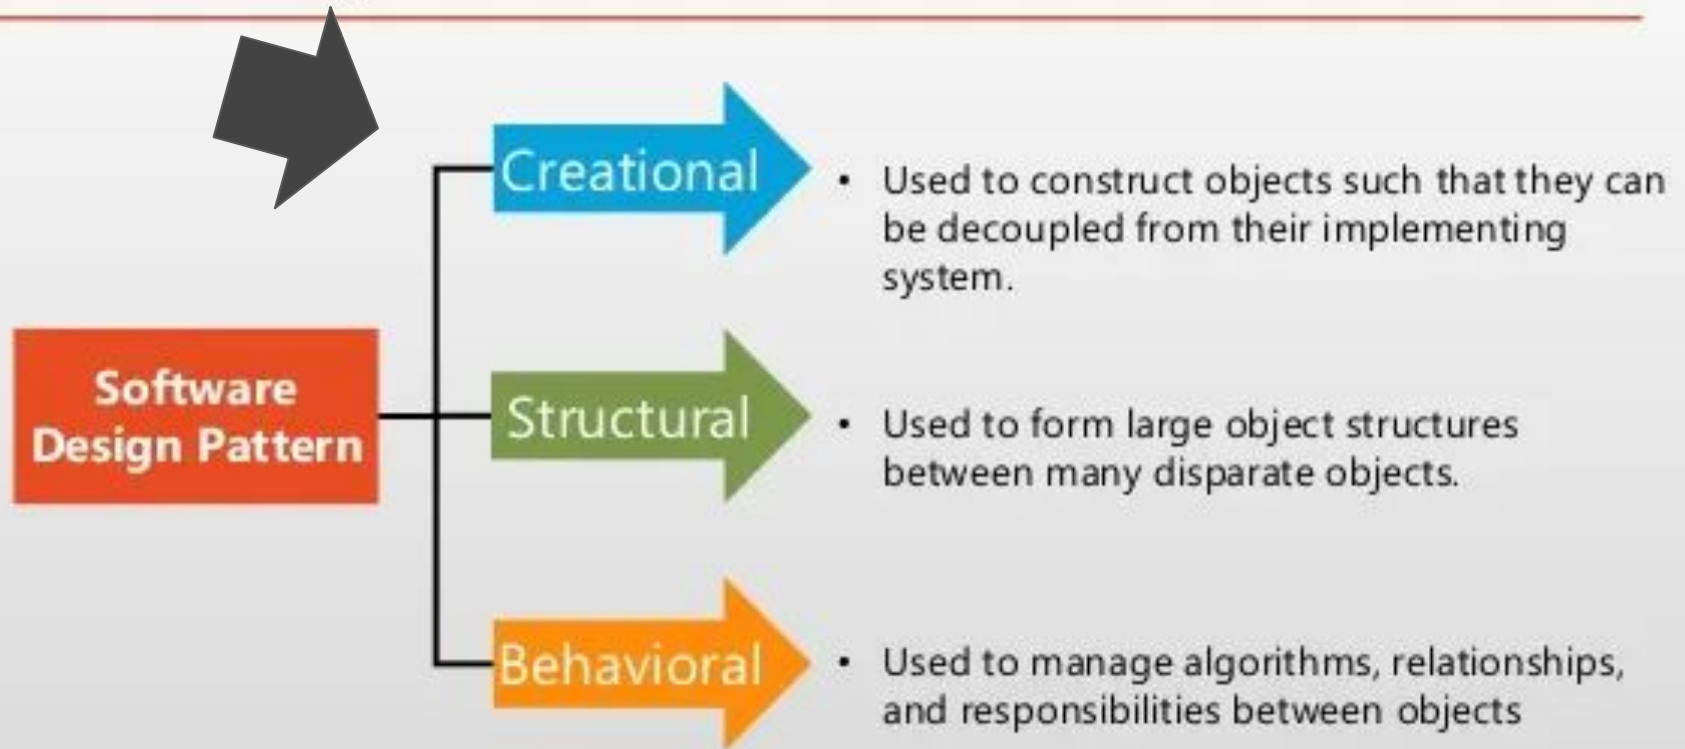 Software
Design Pattern
Creational
• Used to construct objects such that they can
be decoupled from their implementing
system.
Structural
• Used to form large object structures
between many disparate objects.
Behavioral
• Used to manage algorithms, relationships,
and responsibilities between objects